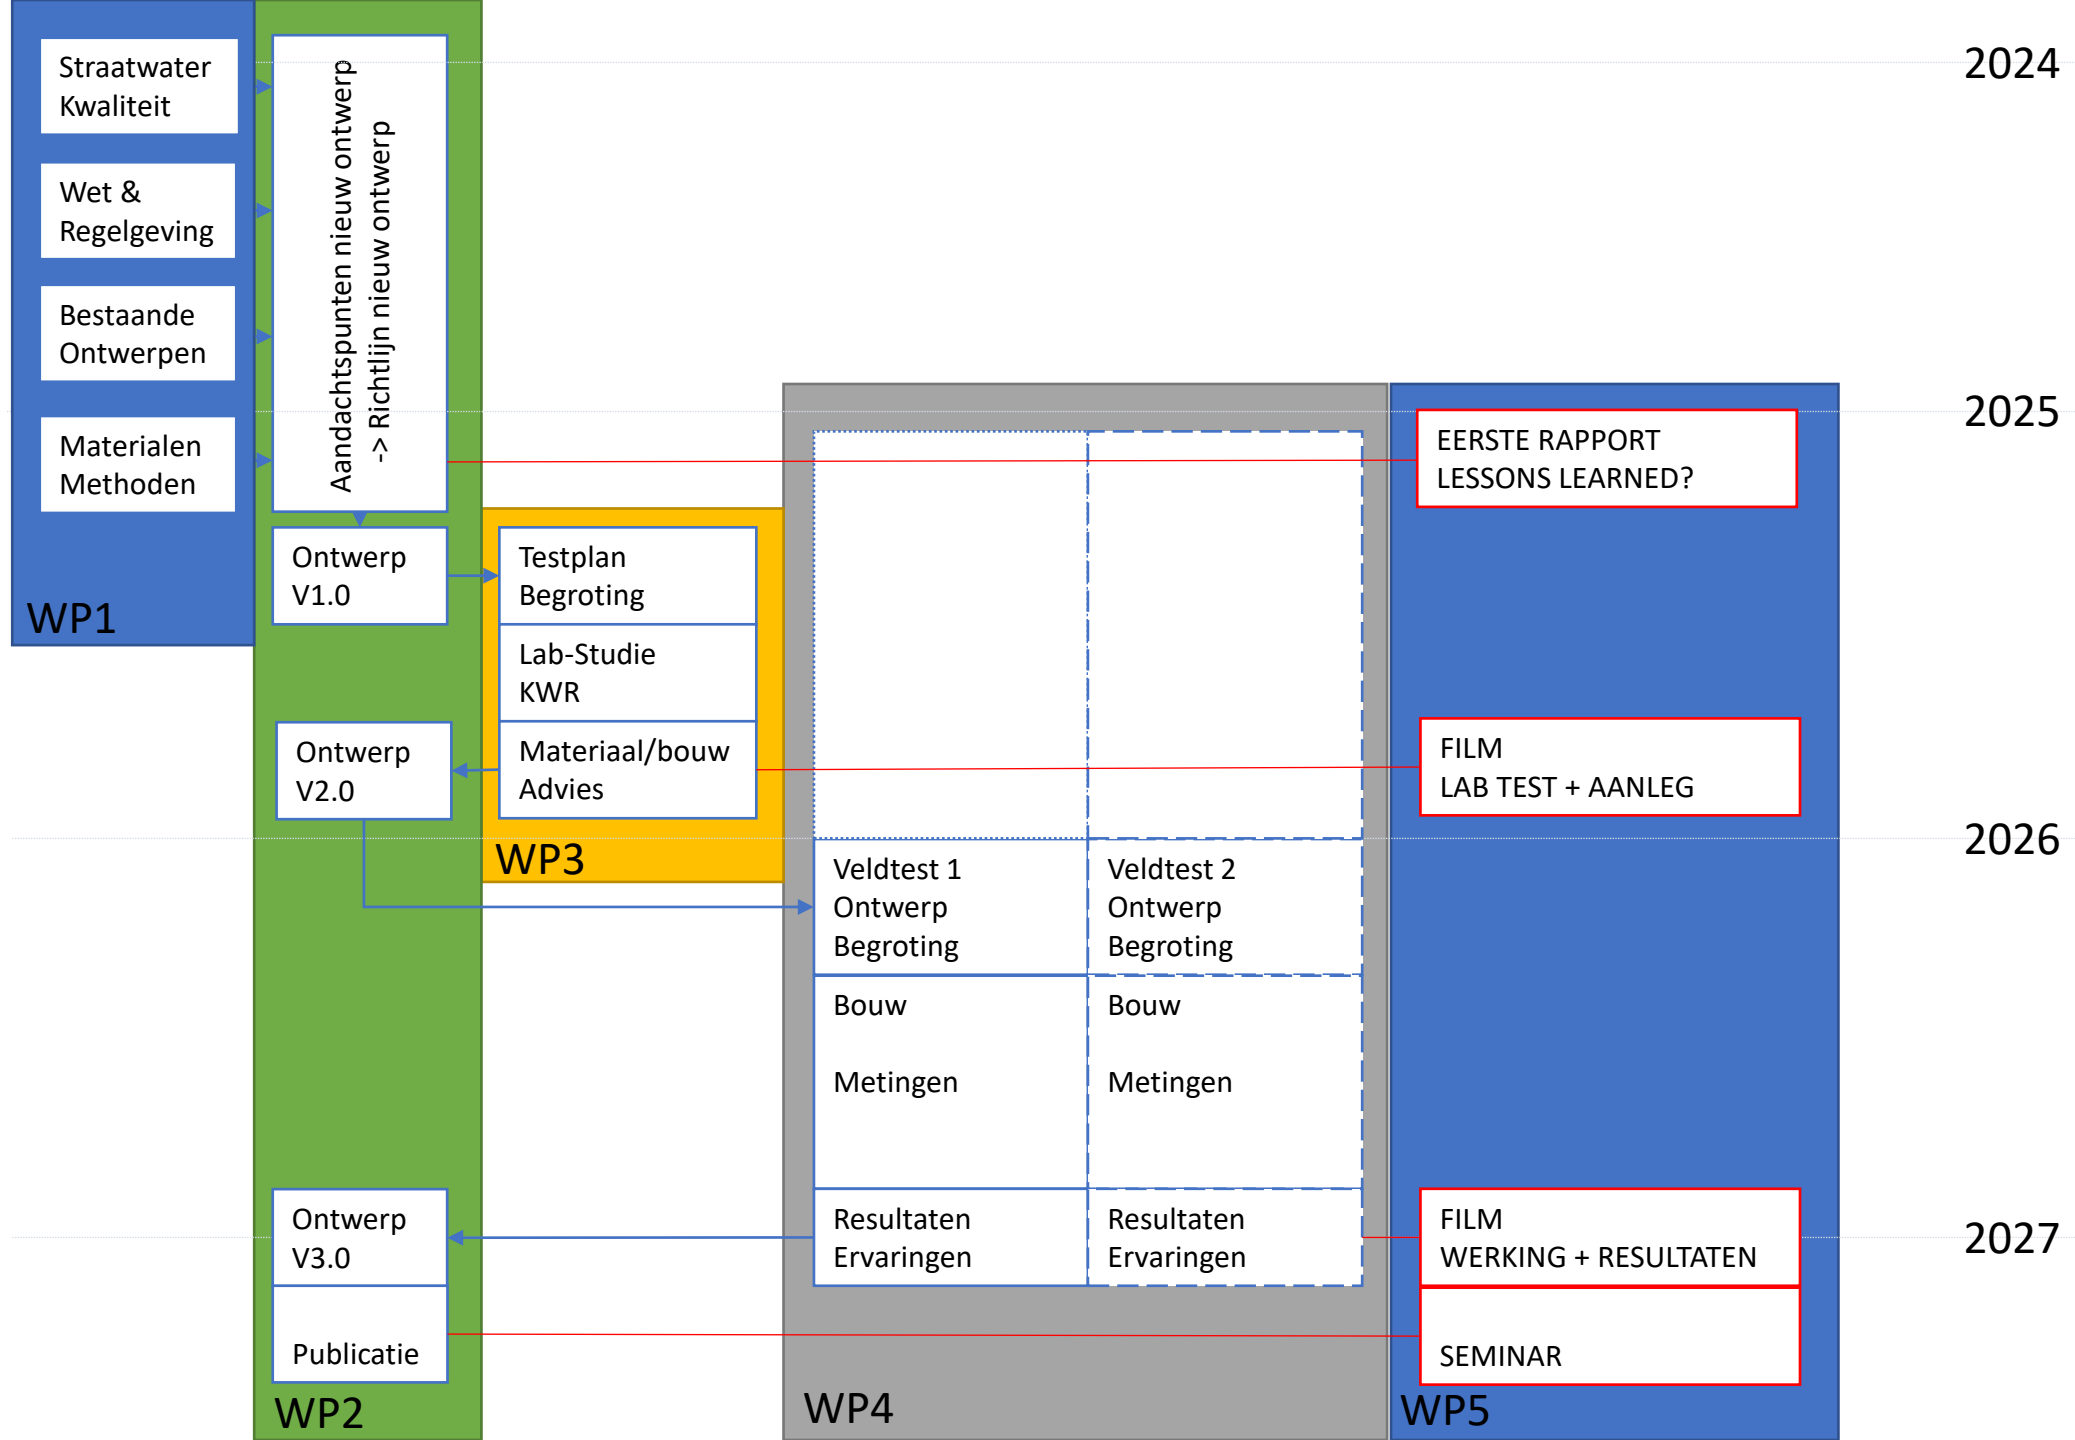 Straatwater
Kwaliteit
Wet &
Regelgeving
Bestaande
Ontwerpen
Materialen
Methoden
WP1
Aandachtspunten nieuw ontwerp
-> Richtlijn nieuw ontwerp
Ontwerp
V1.0
Ontwerp
V2.0
Ontwerp
V3.0
Publicatie
WP2
Testplan
Begroting
Lab-Studie
KWR
Materiaal/bouw
Advies
WP3
Veldtest 1
Ontwerp
Begroting
Bouw
Metingen
Resultaten
Ervaringen
Veldtest 2
Ontwerp
Begroting
Bouw
Metingen
Resultaten
Ervaringen
WP4
EERSTE RAPPORT
LESSONS LEARNED?
FILM
LAB TEST + AANLEG
FILM
WERKING + RESULTATEN
SEMINAR
WP5
2024
2025
2026
2027